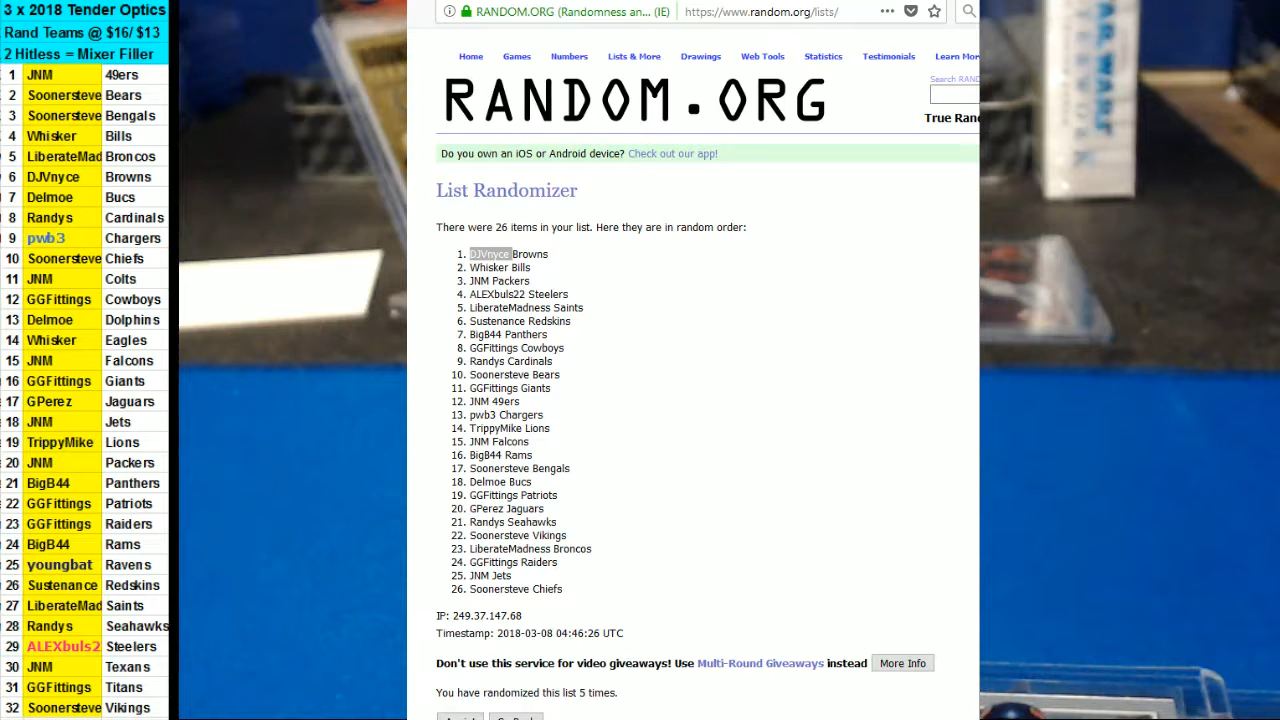 3 x 2018 Tender Optics
Rand Teams @ $16/ $13
2 Hitless = Mixer Filler
1 JNM 49ers
2 Soonersteve Bears
3 Soonersteve Bengals
4 Whisker Bills
5 LiberateMad Broncos
6 DJVnyce Browns
7 Delmoe Bucs
8 Randys Cardinals
9 pwb3 Chargers
10 Soonersteve Chiefs
11 JNM Colts
12 GGFittings Cowboys
13 Delmoe Dolphins
14 Whisker Eagles
15 JNM Falcons
16 GGFittings Giants
17 GPerez Jaguars
18 JNM Jets
19 TrippyMike Lions
20 JNM Packers
21 BigB44 Panthers
22 GGFittings Patriots
23 GGFittings Raiders
24 BigB44 Rams
25 youngbat Ravens
26 Sustenance Redskins
27 LiberateMad Saints
28 Randys Seahawks
29 ALEXbuls2 Steelers
30 JNM Texans
31 GGFittings Titans
32 Soonersteve Vikings
RANDOM.ORG (Randomness an... (IE) https://www.random.org/lists/
Home Games Numbers Lists & More Drawings Web Tools Statistics Testimonials Learn Mor
Search RAND
RANDOM.ORG
True Ran
Do you own an iOS or Android device? Check out our app!
List Randomizer
There were 26 items in your list. Here they are in random order:
1. DJVnyce Browns
2. Whisker Bills
3. JNM Packers
4. ALEXbuls22 Steelers
5. LiberateMadness Saints
6. Sustenance Redskins
7. BigB44 Panthers
8. GGFittings Cowboys
9. Randys Cardinals
10. Soonersteve Bears
11. GGFittings Giants
12. JNM 49ers
13. pwb3 Chargers
14. TrippyMike Lions
15. JNM Falcons
16. BigB44 Rams
17. Soonersteve Bengals
18. Delmoe Bucs
19. GGFittings Patriots
20. GPerez Jaguars
21. Randys Seahawks
22. Soonersteve Vikings
23. LiberateMadness Broncos
24. GGFittings Raiders
25. JNM Jets
26. Soonersteve Chiefs
IP: 249.37.147.68
Timestamp: 2018-03-08 04:46:26 UTC
Don't use this service for video giveaways! Use Multi-Round Giveaways instead More Info
You have randomized this list 5 times.